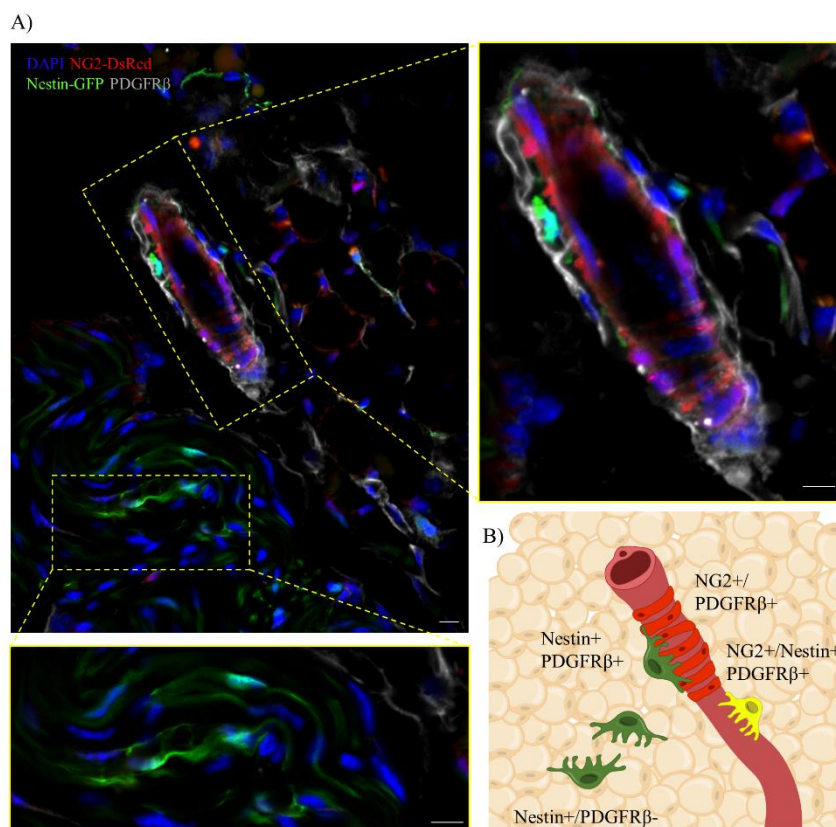 A)
DAPI NG2-DsRed
Nestin-GFP PDGFRβ
B)
NG2+/
PDGFRβ+
Nestin+
PDGFRβ+
NG2+/Nestin+
PDGFRβ+
Nestin+/PDGFRβ-